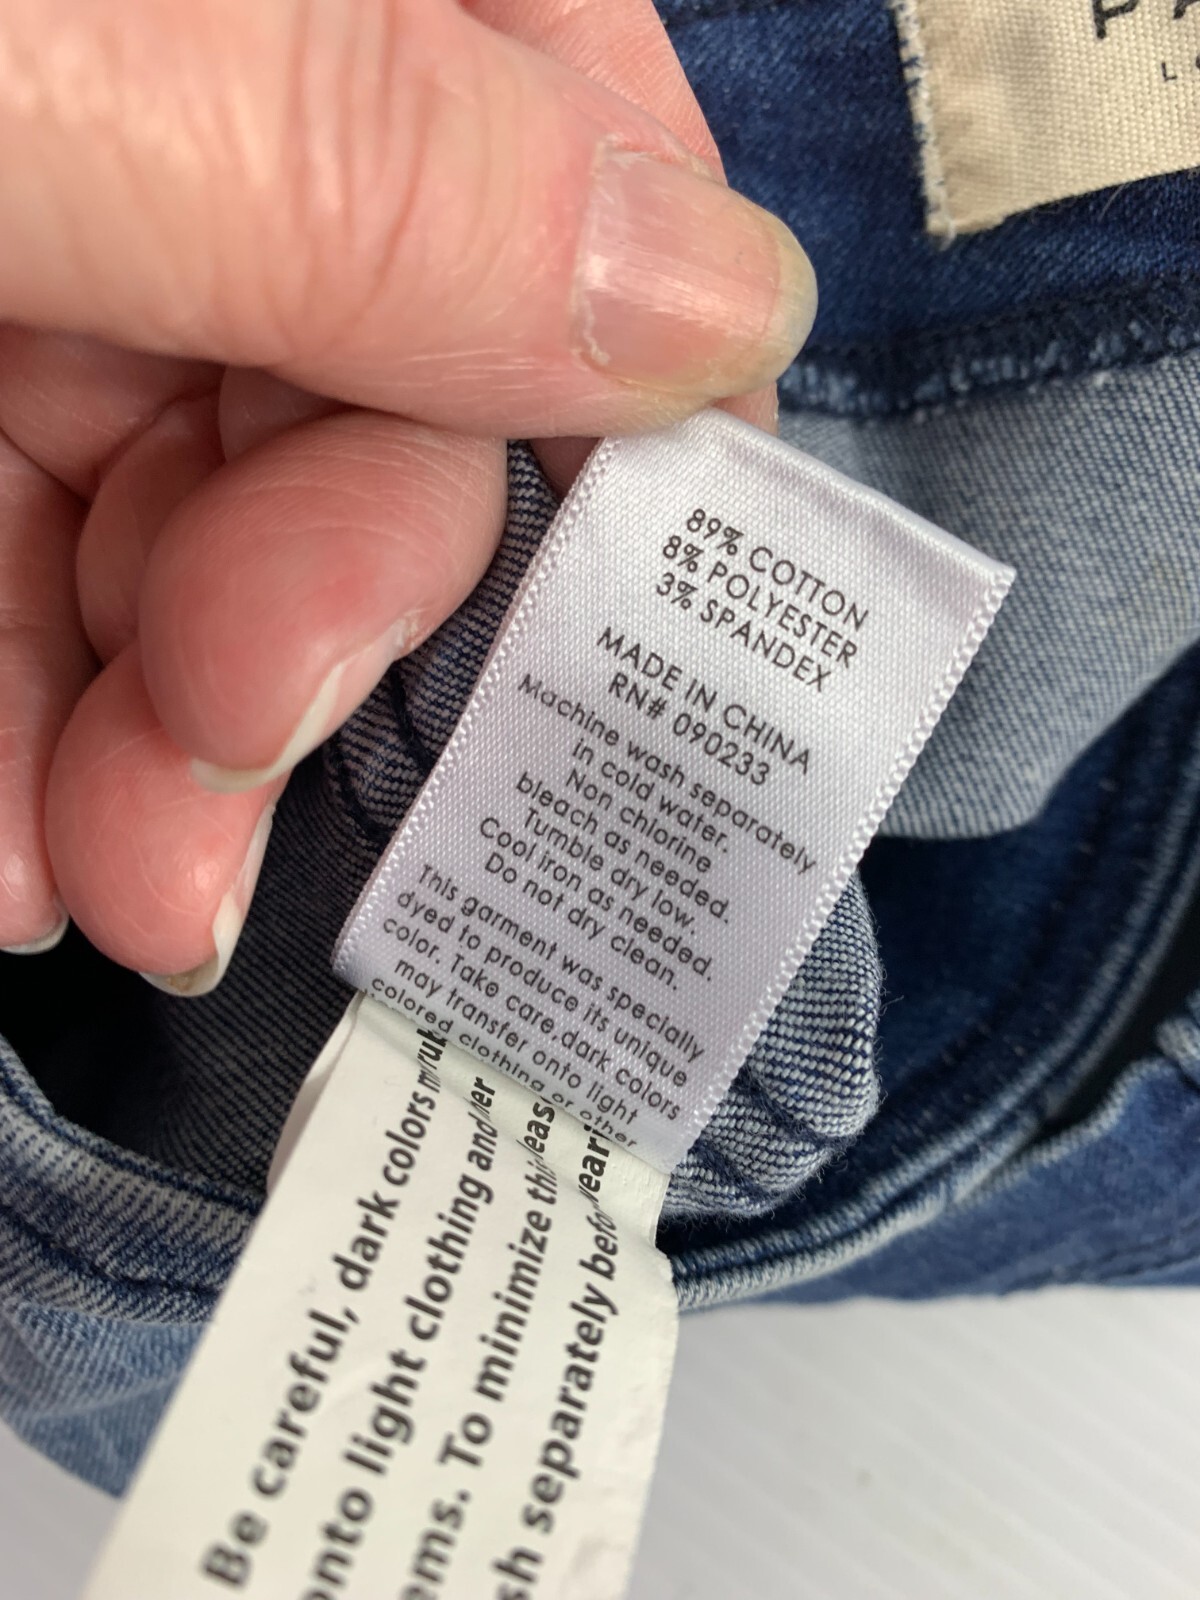 89% COTTON
8% POLYESTER
3% SPANDEX
MADE IN CHINA
RN# 090233
Machine wash separately
in cold water.
Non chlorine
bleach as needed.
Tumble dry low.
Cool iron as needed.
Do not dry clean.
This garment was specially
dyed to produce its unique
color. Take care,dark colors
may transfer onto light
colored clothing or other
Be careful, dark colors rub
onto light clothing and
To minimize this
separately